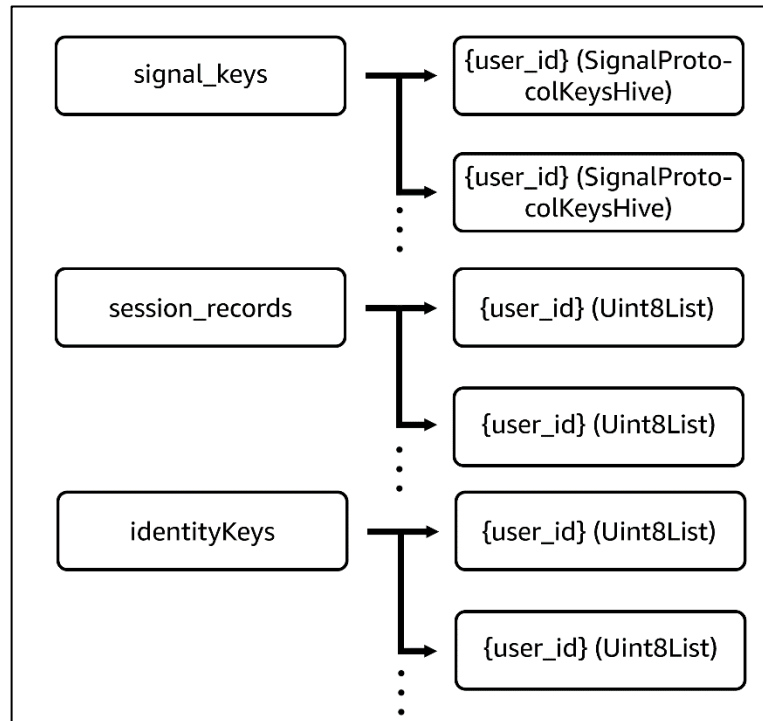 signal_keys
{user_id} (SignalProto-
colKeysHive)
{user_id} (SignalProto-
colKeysHive)
session_records
{user_id} (Uint8List)
{user_id} (Uint8List)
identityKeys
{user_id} (Uint8List)
{user_id} (Uint8List)